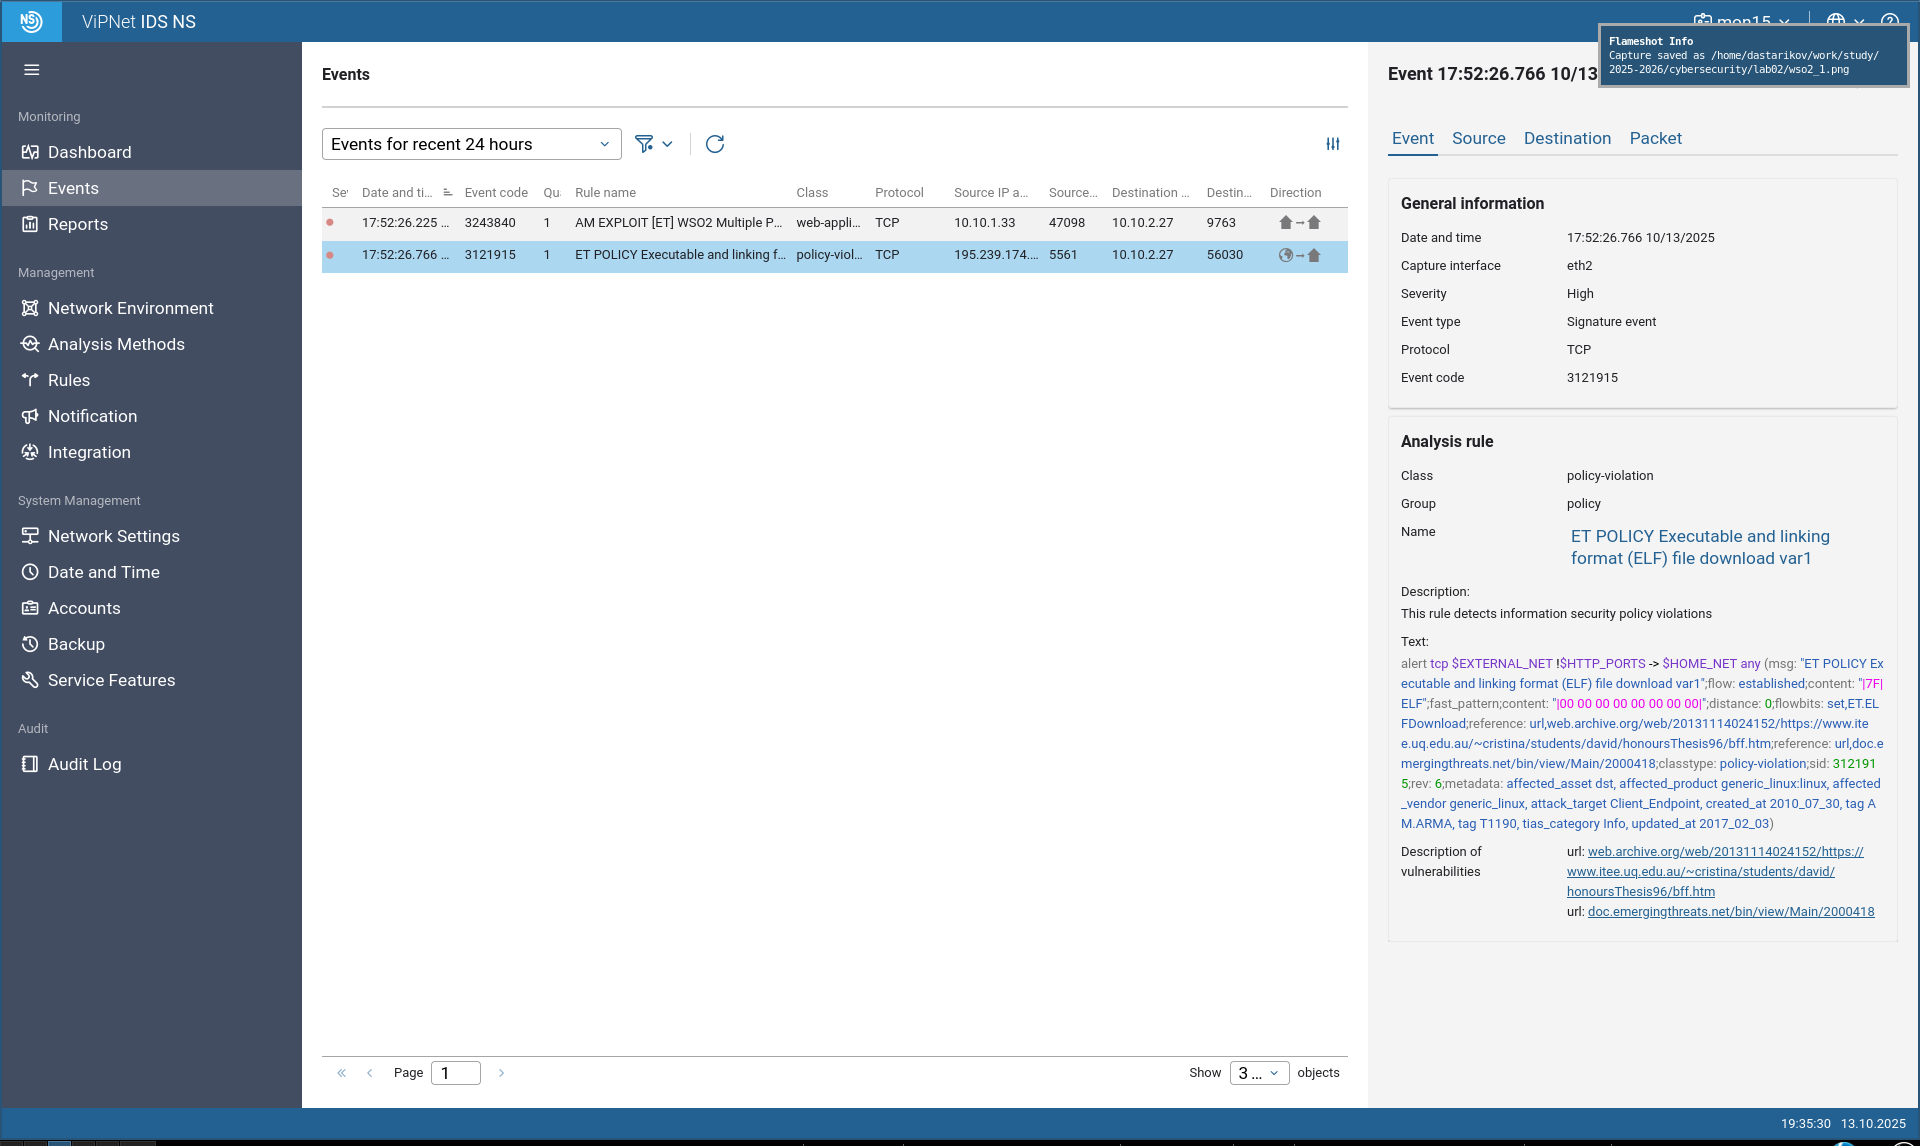 NS
ViPNet IDS NS
mon15
Flameshot Info
Capture saved as /home/dastarikov/work/study/
2025-2026/cybersecurity/lab02/wso2_1.png
Monitoring
Dashboard
Events
Reports
Management
Network Environment
Analysis Methods
Rules
Notification
Integration
System Management
Network Settings
Date and Time
Accounts
Backup
Service Features
Audit
Audit Log
Events
Events for recent 24 hours
Date and ti... Event code Rule name Class Protocol Source IP a... Source... Destination ... Destin... Direction
17:52:26.225 ... 3243840 1 AM EXPLOIT [ET] WSO2 Multiple P... web-appli... TCP 10.10.1.33 47098 10.10.2.27 9763
17:52:26.766 ... 3121915 1 ET POLICY Executable and linking f... policy-viol... TCP 195.239.174.... 5561 10.10.2.27 56030
Page 1
Show 3 ... objects
Event 17:52:26.766 10/13
Event Source Destination Packet
General information
Date and time 17:52:26.766 10/13/2025
Capture interface eth2
Severity High
Event type Signature event
Protocol TCP
Event code 3121915
Analysis rule
Class policy-violation
Group policy
Name ET POLICY Executable and linking
format (ELF) file download var1
Description:
This rule detects information security policy violations
Text:
alert tcp $EXTERNAL_NET !$HTTP_PORTS -> $HOME_NET any (msg: "ET POLICY Ex
ecutable and linking format (ELF) file download var1";flow: established;content: "|7F|
ELF";fast_pattern;content: "|00 00 00 00 00 00 00 00|";distance: 0;flowbits: set,ET.EL
FDownload;reference: url,web.archive.org/web/20131114024152/https://www.ite
e.uq.edu.au/~cristina/students/david/honoursThesis96/bff.htm;reference: url,doc.e
mergingthreats.net/bin/view/Main/2000418;classtype: policy-violation;sid: 312191
5;rev: 6;metadata: affected_asset dst, affected_product generic_linux:linux, affected
_vendor generic_linux, attack_target Client_Endpoint, created_at 2010_07_30, tag A
M.ARMA, tag T1190, tias_category Info, updated_at 2017_02_03)
Description of
vulnerabilities
url: web.archive.org/web/20131114024152/https://
www.itee.uq.edu.au/~cristina/students/david/
honoursThesis96/bff.htm
url: doc.emergingthreats.net/bin/view/Main/2000418
19:35:30 13.10.2025